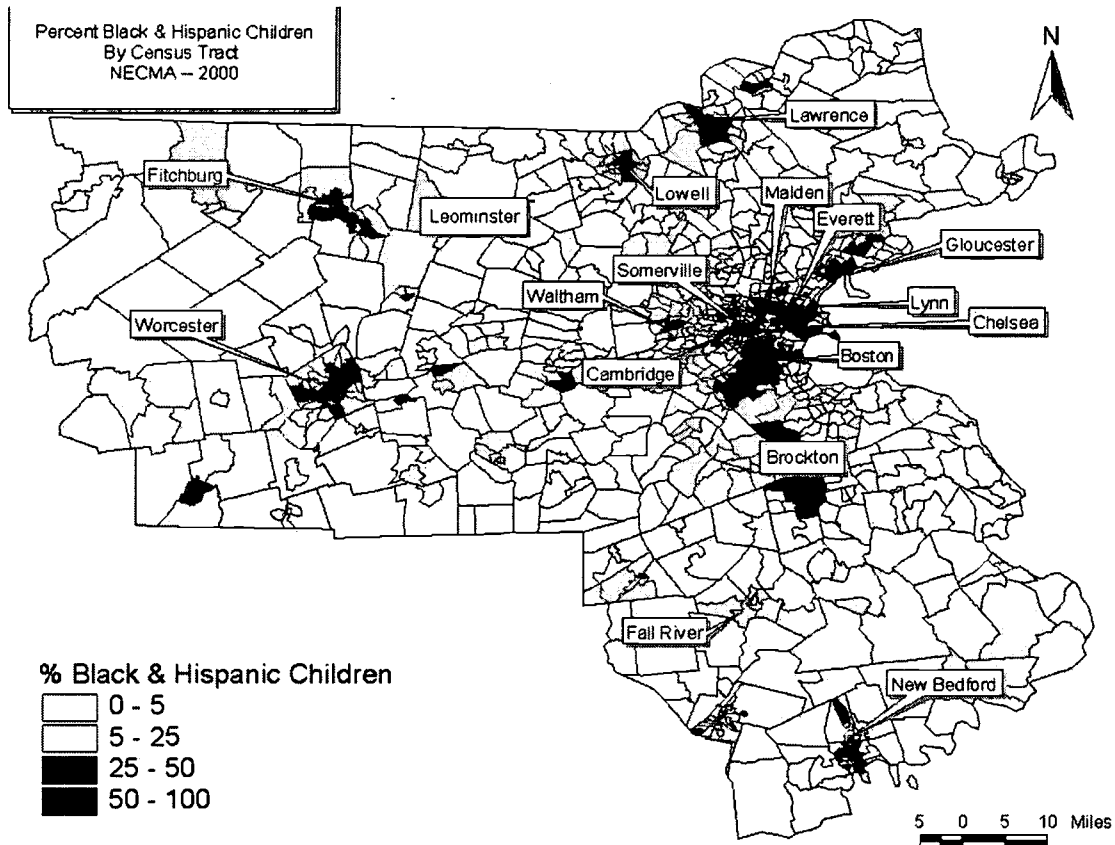 Percent Black & Hispanic Children
By Census Tract
NECMA – 2000
N
Lawrence
Fitchburg
Lowell
Malden
Leominster
Everett
Gloucester
Somerville
Waltham
Lynn
Worcester
Chelsea
Boston
Cambridge
Brockton
Fall River
New Bedford
% Black & Hispanic Children
0 - 5
5 - 25
25 - 50
50 - 100
5 0 5 10 Miles